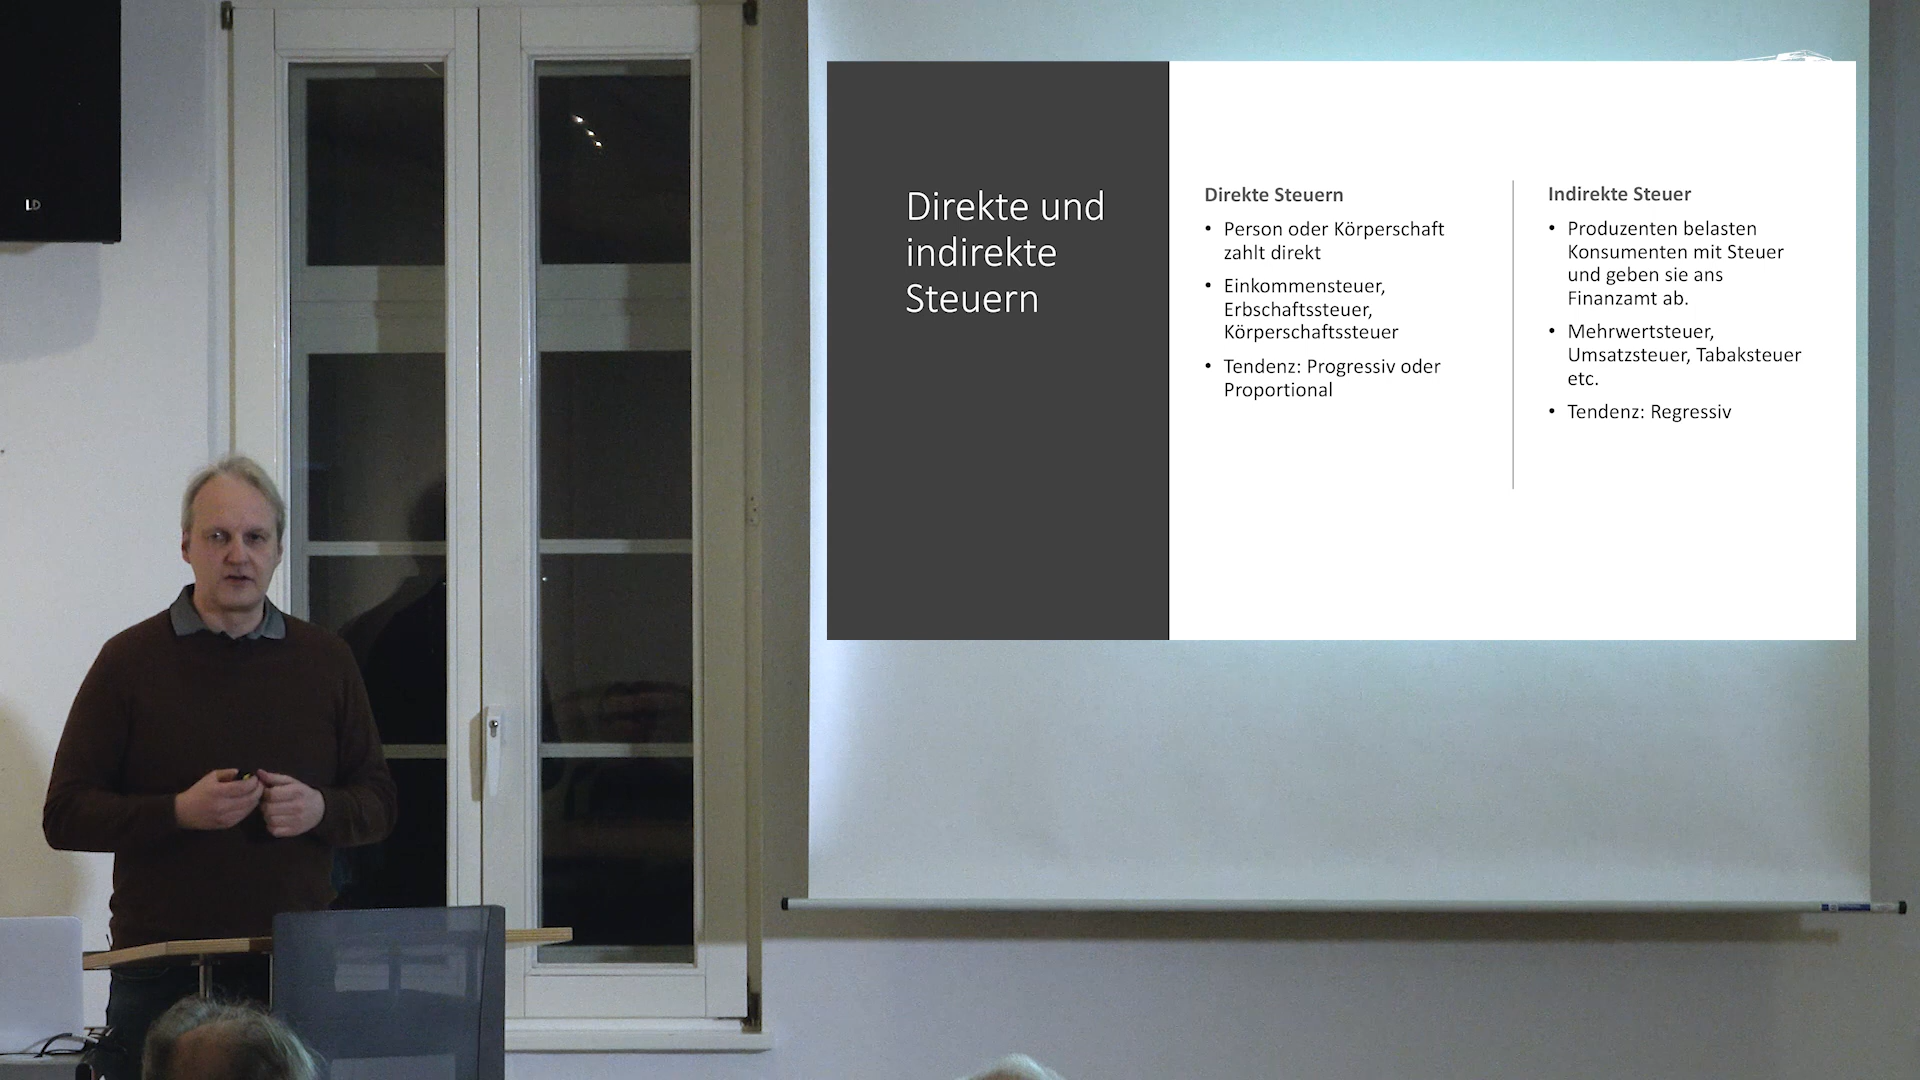 LD
Direkte und
indirekte
Steuern
Direkte Steuern
• Person oder Körperschaft
zahlt direkt
• Einkommensteuer,
Erbschaftssteuer,
Körperschaftssteuer
• Tendenz: Progressiv oder
Proportional
Indirekte Steuer
• Produzenten belasten
Konsumenten mit Steuer
und geben sie ans
Finanzamt ab.
• Mehrwertsteuer,
Umsatzsteuer, Tabaksteuer
etc.
• Tendenz: Regressiv